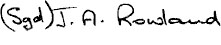 (Sgd) J. A. Rowland